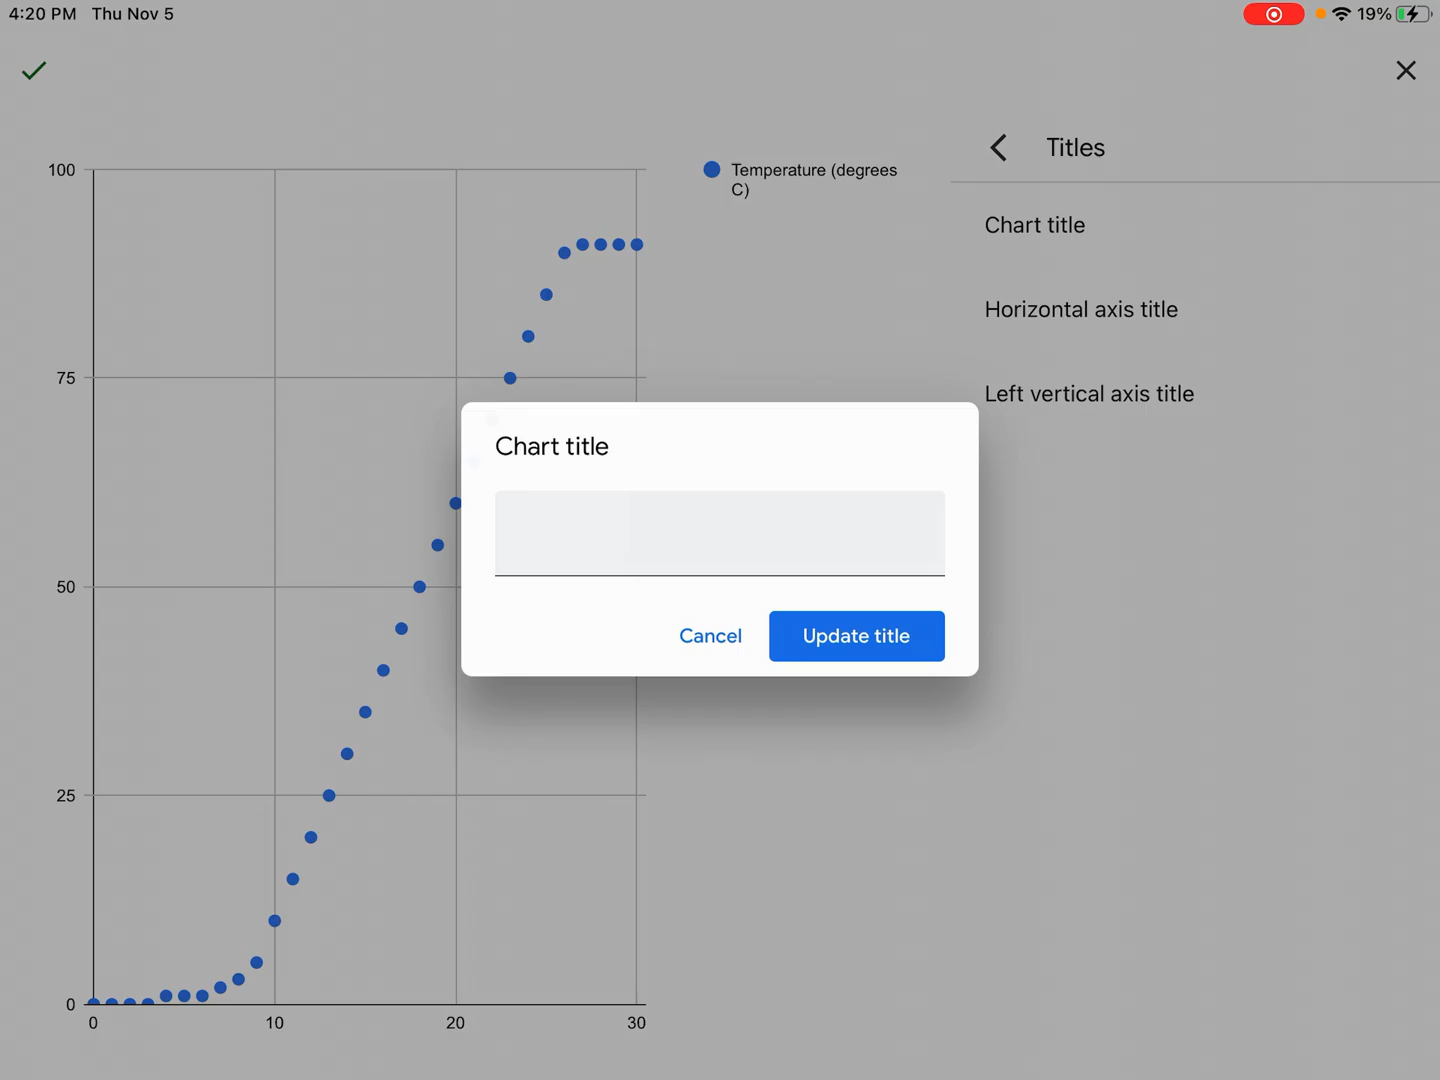 4:20 PM Thu Nov 5
19%
Titles
Temperature (degrees
C)
Chart title
Horizontal axis title
Left vertical axis title
100
75
50
25
0
0 10 20 30
Chart title
Cancel Update title